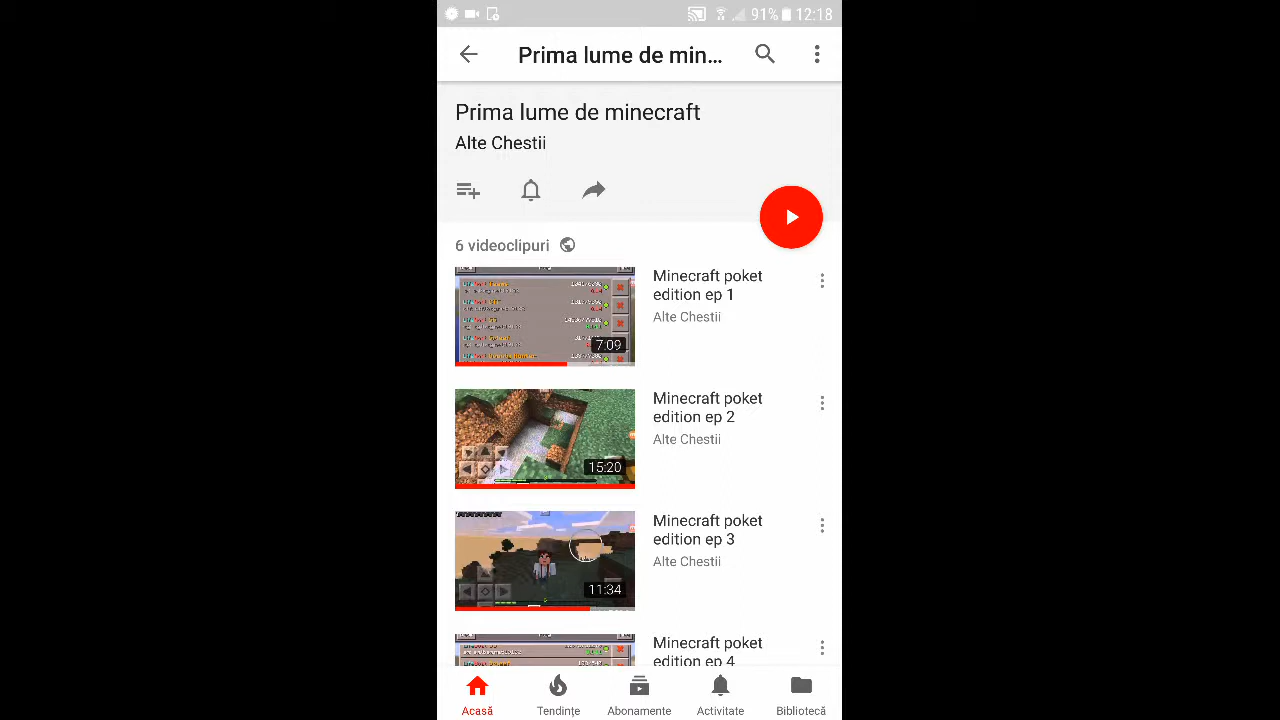 91% 12:18
Prima lume de min...
Prima lume de minecraft
Alte Chestii
6 videoclipuri
Minecraft poket
edition ep 1
Alte Chestii
7:09
Minecraft poket
edition ep 2
Alte Chestii
15:20
Minecraft poket
edition ep 3
Alte Chestii
11:34
Minecraft poket
edition ep 4
Acasă
Tendințe
Abonamente
Activitate
Bibliotecă